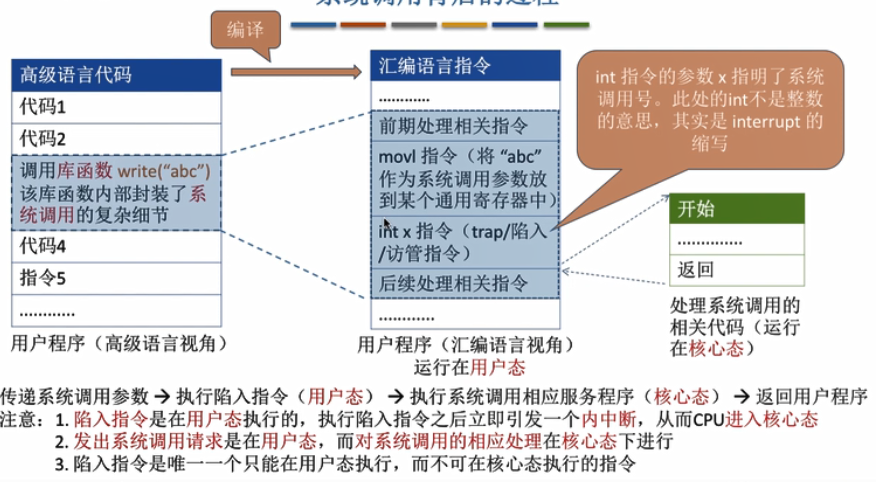 系统调用背后的过程
编译
高级语言代码
代码1
代码2
调用库函数 write(“abc”)
该库函数内部封装了系
统调用的复杂细节
代码4
指令5
…………
用户程序（高级语言视角）
汇编语言指令
…………
前期处理相关指令
movl 指令（将 “abc”
作为系统调用参数放
到某个通用寄存器中）
int x 指令（trap/陷入
/访管指令）
后续处理相关指令
…………
用户程序（汇编语言视角）
运行在用户态
int 指令的参数 x 指明了系统
调用号。此处的int不是整数
的意思，其实是 interrupt 的
缩写
开始
…………..
返回
处理系统调用的
相关代码（运行
在核心态）
传递系统调用参数 → 执行陷入指令（用户态） → 执行系统调用相应服务程序（核心态） → 返回用户程序
注意：1. 陷入指令是在用户态执行的，执行陷入指令之后立即引发一个内中断，从而CPU进入核心态
2. 发出系统调用请求是在用户态，而对系统调用的相应处理在核心态下进行
3. 陷入指令是唯一一个只能在用户态执行，而不可在核心态执行的指令